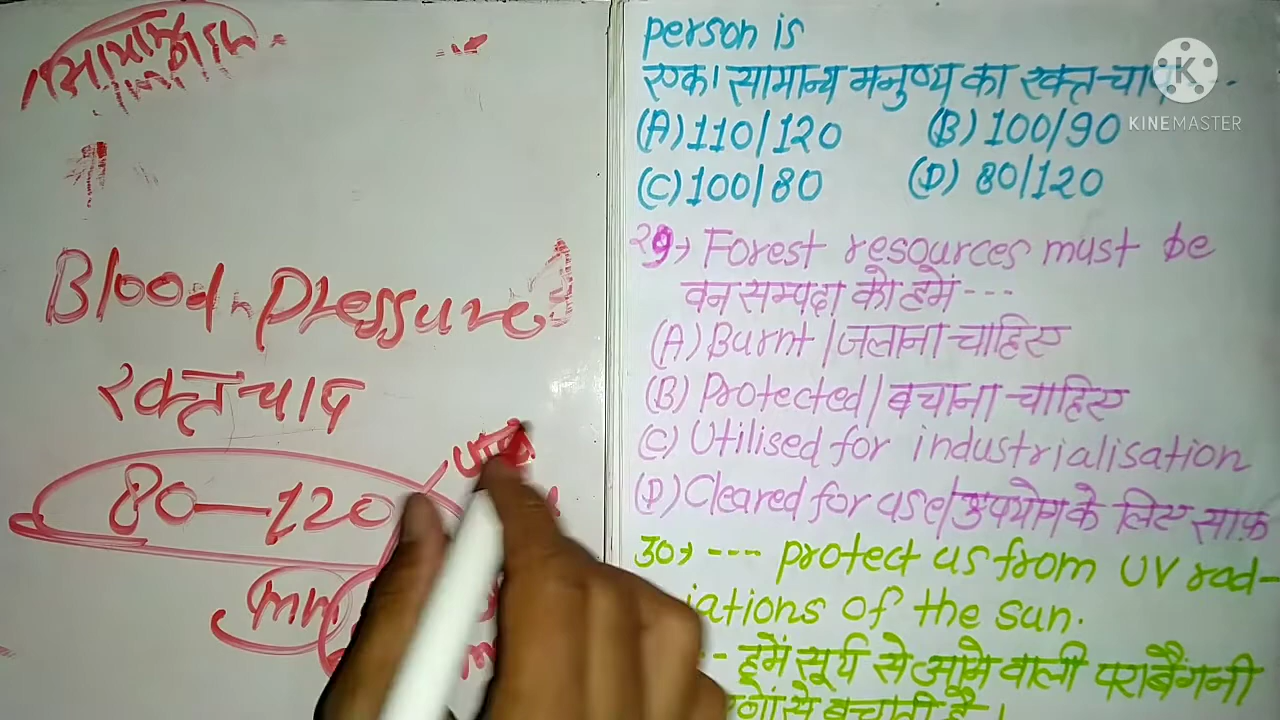 सामान्य
Blood Pressure
रक्तचाद
80-120
mm
person is
एक। सामान्य मनुष्य का रक्त-चाप ---
(A) 110/120 (B) 100/90
(C) 100/80 (D) 80/120
29→ Forest resources must be
वन सम्पदा को हमें ---
(A) Burnt / जलाना चाहिए
(B) Protected / बचाना चाहिए
(C) Utilised for industrialisation
(D) Cleared for use/उपयोग के लिए साफ़
30→ ---- protect us from UV rad-
iations of the sun.
-- हमें सूर्य से आने वाली पराबैंगनी
से बचाती है।
KINEMASTER